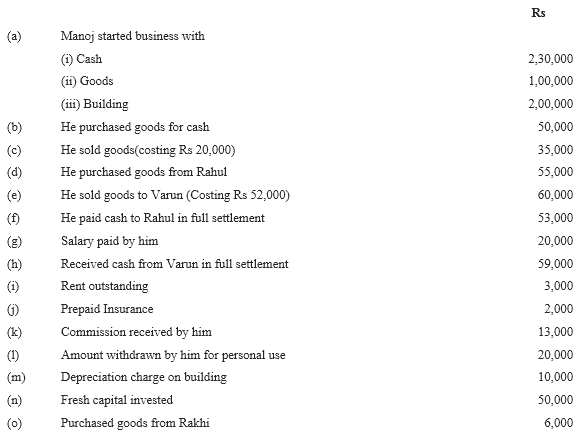 Rs
(a) Manoj started business with
(i) Cash 2,30,000
(ii) Goods 1,00,000
(iii) Building 2,00,000
(b) He purchased goods for cash 50,000
(c) He sold goods(costing Rs 20,000) 35,000
(d) He purchased goods from Rahul 55,000
(e) He sold goods to Varun (Costing Rs 52,000) 60,000
(f) He paid cash to Rahul in full settlement 53,000
(g) Salary paid by him 20,000
(h) Received cash from Varun in full settlement 59,000
(i) Rent outstanding 3,000
(j) Prepaid Insurance 2,000
(k) Commission received by him 13,000
(l) Amount withdrawn by him for personal use 20,000
(m) Depreciation charge on building 10,000
(n) Fresh capital invested 50,000
(o) Purchased goods from Rakhi 6,000